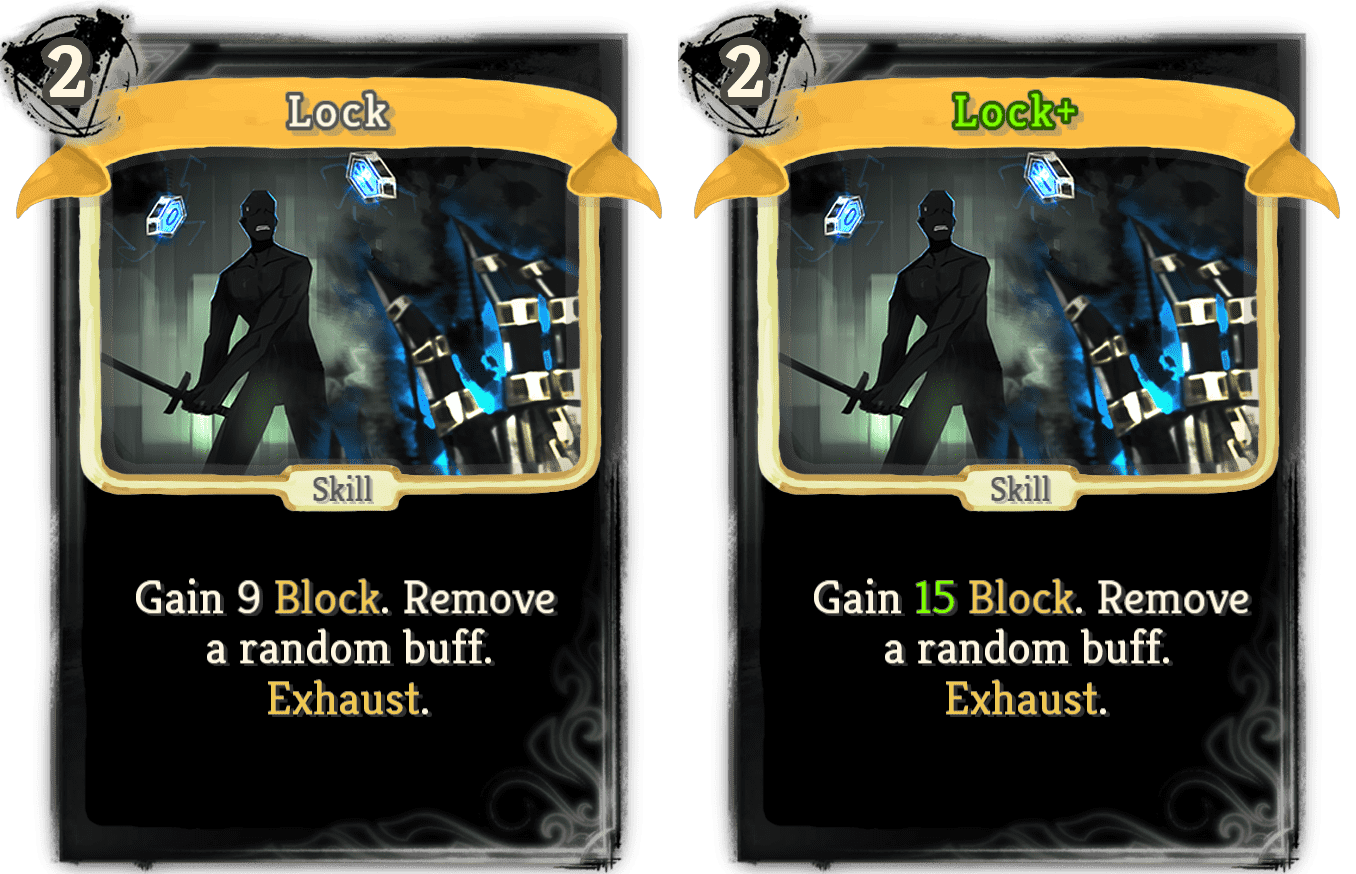 2
Lock
Skill
Gain 9 Block. Remove
a random buff.
Exhaust.
2
Lock+
Skill
Gain 15 Block. Remove
a random buff.
Exhaust.